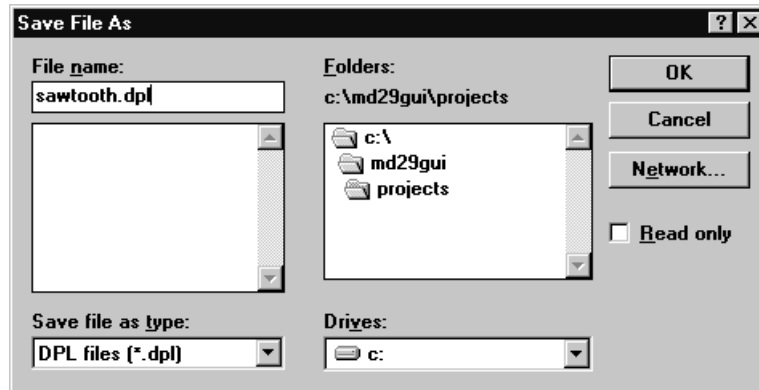 Save File As
File name:
sawtooth.dpl
Folders:
c:\md29gui\projects
c:\
md29gui
projects
OK
Cancel
Network...
Read only
Save file as type:
DPL files (*.dpl)
Drives:
c: